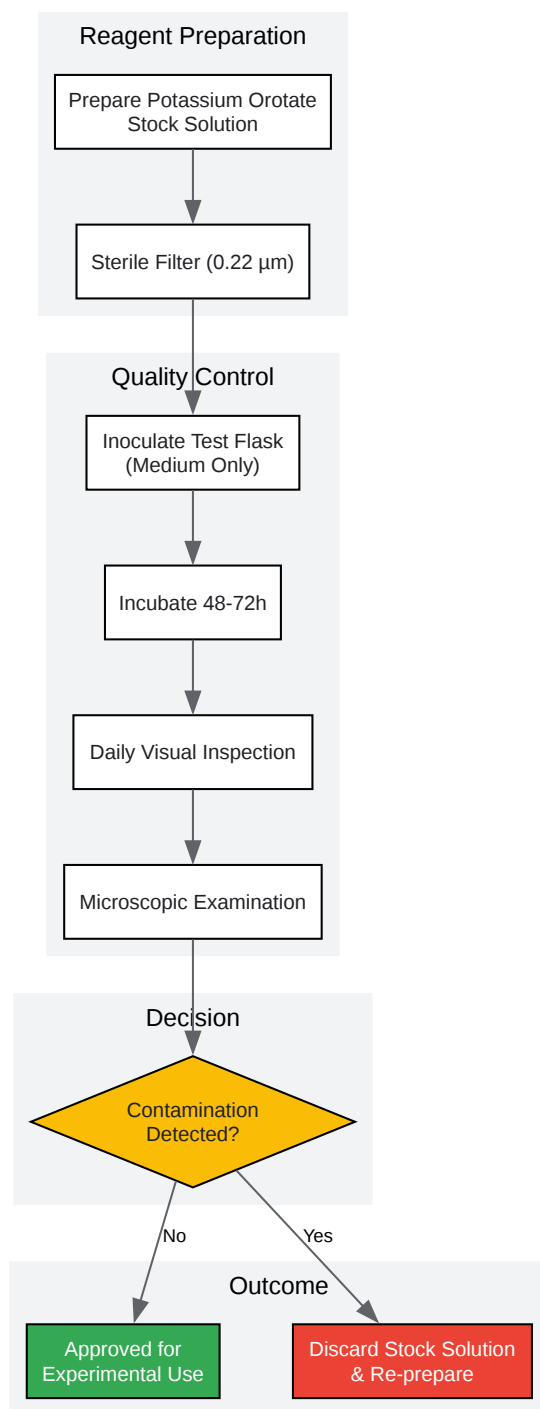 Reagent Preparation
Prepare Potassium Orotate
Stock Solution
Sterile Filter (0.22 µm)
Quality Control
Inoculate Test Flask
(Medium Only)
Incubate 48-72h
Daily Visual Inspection
Microscopic Examination
Decision
Contamination
Detected?
No
Yes
Outcome
Approved for
Experimental Use
Discard Stock Solution
& Re-prepare